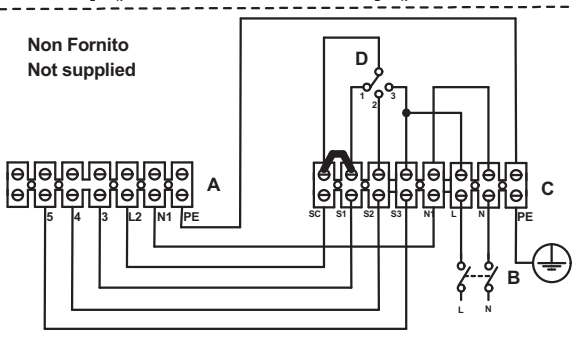 Non Fornito
Not supplied
D
1 2 3
A
C
5 4 3 L2 N1 PE
SC S1 S2 S3 N1 L N PE
B
L N